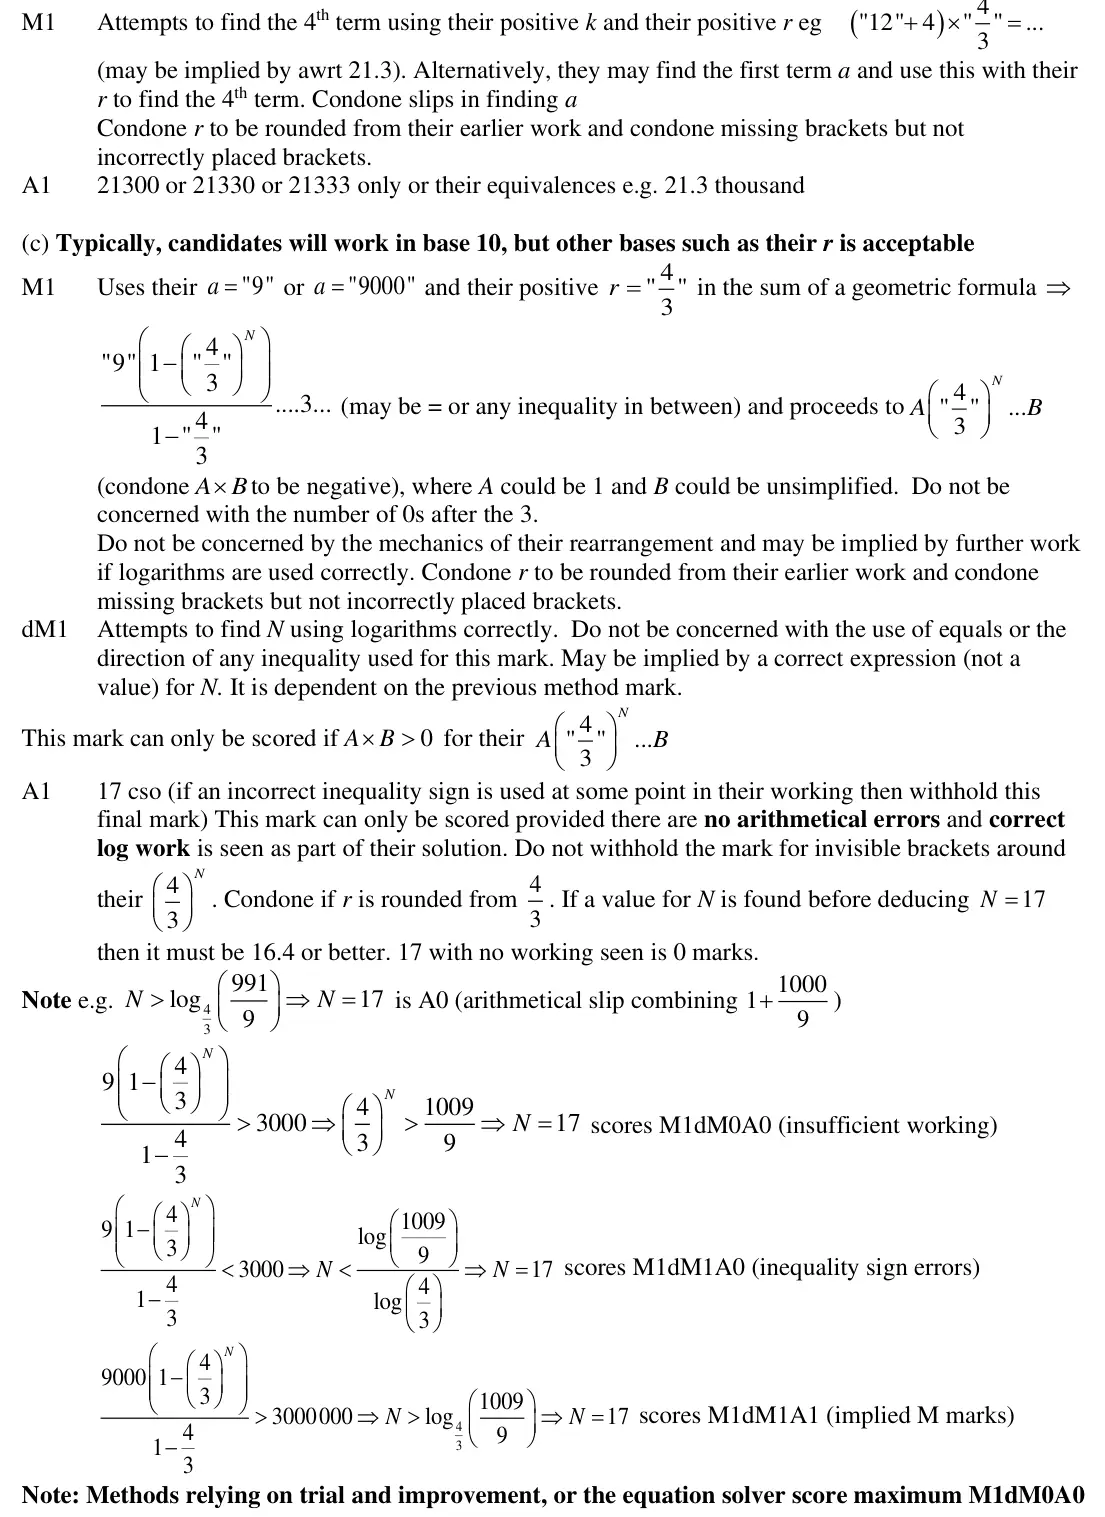 M1 Attempts to find the 4th term using their positive k and their positive r eg ("12"+4)×"4/3"=...
(may be implied by awrt 21.3). Alternatively, they may find the first term a and use this with their
r to find the 4th term. Condone slips in finding a
Condone r to be rounded from their earlier work and condone missing brackets but not
incorrectly placed brackets.
A1 21300 or 21330 or 21333 only or their equivalences e.g. 21.3 thousand
(c) Typically, candidates will work in base 10, but other bases such as their r is acceptable
M1 Uses their a="9" or a="9000" and their positive r="4/3" in the sum of a geometric formula ⇒
"9"(1−("4/3")^N)/(1−"4/3")....3... (may be = or any inequality in between) and proceeds to A("4/3")^N...B
(condone A×B to be negative), where A could be 1 and B could be unsimplified. Do not be
concerned with the number of 0s after the 3.
Do not be concerned by the mechanics of their rearrangement and may be implied by further work
if logarithms are used correctly. Condone r to be rounded from their earlier work and condone
missing brackets but not incorrectly placed brackets.
dM1 Attempts to find N using logarithms correctly. Do not be concerned with the use of equals or the
direction of any inequality used for this mark. May be implied by a correct expression (not a
value) for N. It is dependent on the previous method mark.
This mark can only be scored if A×B>0 for their A("4/3")^N...B
A1 17 cso (if an incorrect inequality sign is used at some point in their working then withhold this
final mark) This mark can only be scored provided there are no arithmetical errors and correct
log work is seen as part of their solution. Do not withhold the mark for invisible brackets around
their (4/3)^N. Condone if r is rounded from 4/3. If a value for N is found before deducing N=17
then it must be 16.4 or better. 17 with no working seen is 0 marks.
Note e.g. N>log_(4/3)(991/9)⇒N=17 is A0 (arithmetical slip combining 1+1000/9)
9(1−(4/3)^N)/(1−4/3)>3000⇒(4/3)^N>1009/9⇒N=17 scores M1dM0A0 (insufficient working)
9(1−(4/3)^N)/(1−4/3)<3000⇒N<log(1009/9)/log(4/3)⇒N=17 scores M1dM1A0 (inequality sign errors)
9000(1−(4/3)^N)/(1−4/3)>3000000⇒N>log_(4/3)(1009/9)⇒N=17 scores M1dM1A1 (implied M marks)
Note: Methods relying on trial and improvement, or the equation solver score maximum M1dM0A0